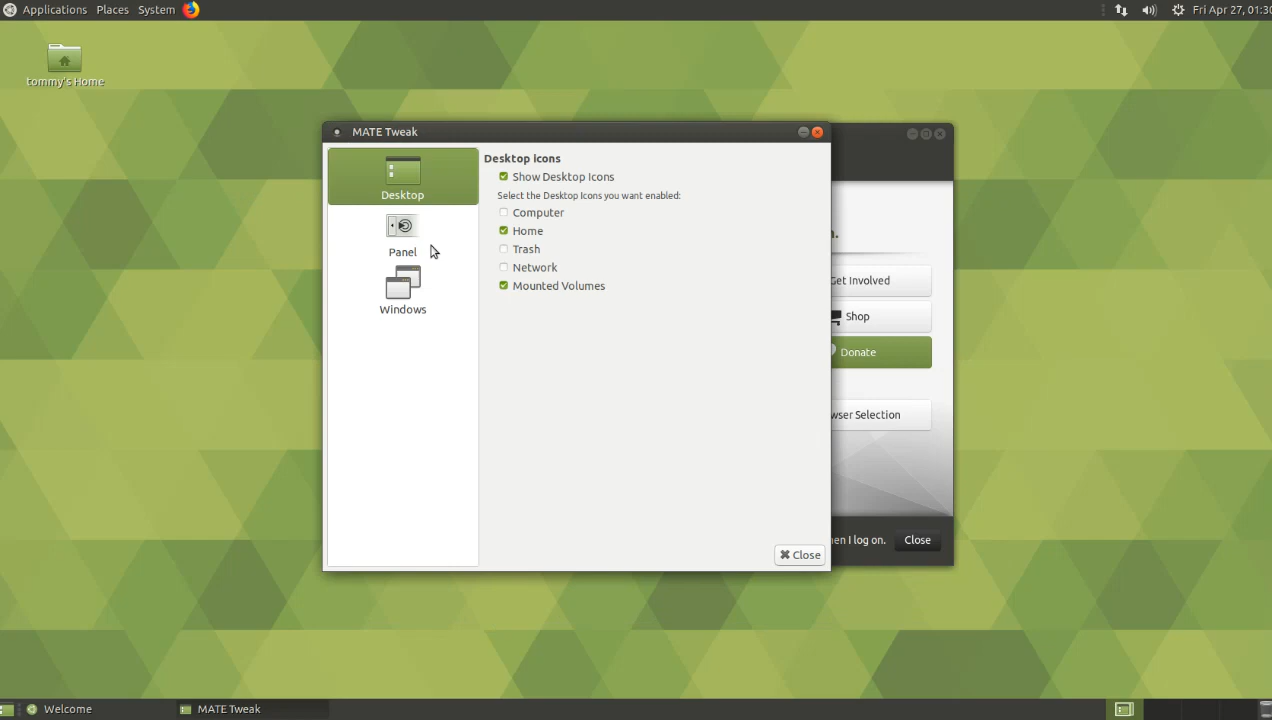 Applications Places System Fri Apr 27, 01:30
tommy's Home
MATE Tweak
Desktop
Panel
Windows
Desktop icons
Show Desktop Icons
Select the Desktop Icons you want enabled:
Computer
Home
Trash
Network
Mounted Volumes
Close
n.
Get Involved
Shop
Donate
wser Selection
en I log on. Close
Welcome MATE Tweak